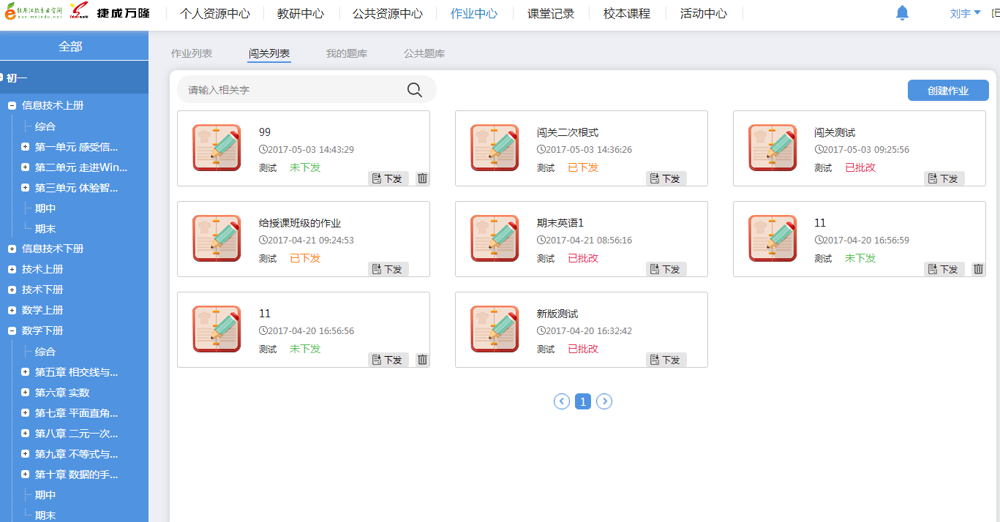 牡丹江教育云空间
yun.mojedu.net
捷成万隆
个人资源中心
教研中心
公共资源中心
作业中心
课堂记录
校本课程
活动中心
刘宇
全部
初一
信息技术上册
综合
第一单元 感受信...
第二单元 走进Win...
第三单元 体验智...
期中
期末
信息技术下册
技术上册
技术下册
数学上册
数学下册
综合
第五章 相交线与...
第六章 实数
第七章 平面直角...
第八章 二元一次...
第九章 不等式与...
第十章 数据的手...
期中
期末
作业列表
闯关列表
我的题库
公共题库
请输入相关字
创建作业
99
2017-05-03 14:43:29
测试 未下发
下发
闯关二次根式
2017-05-03 14:36:26
测试 已下发
下发
闯关测试
2017-05-03 09:25:56
测试 已批改
下发
给授课班级的作业
2017-04-21 09:24:53
测试 已下发
下发
期末英语1
2017-04-21 08:56:16
测试 已批改
下发
11
2017-04-20 16:56:59
测试 未下发
下发
11
2017-04-20 16:56:56
测试 未下发
下发
新版测试
2017-04-20 16:32:42
测试 已批改
下发
1